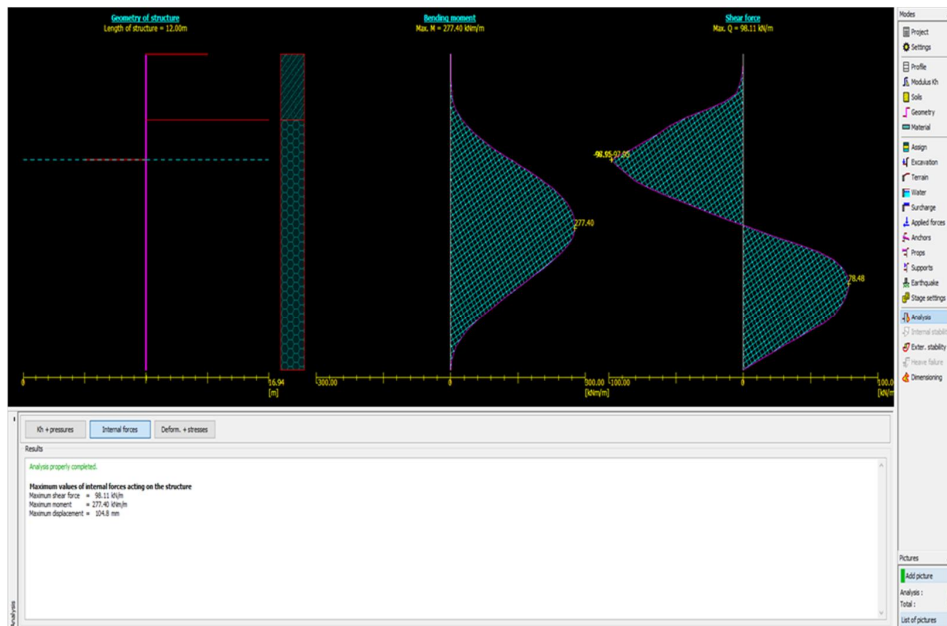 Geometry of structure
Length of structure = 12.00m
Bending moment
Max. M = 277.40 kNm/m
Shear force
Max. Q = 98.11 kN/m
277.40
78.48
0
16.94
[m]
-300.00
0
300.00
[kNm/m]
-100.00
0
100.0
[kN/m
Modes
Project
Settings
Profile
Modulus Kh
Soils
Geometry
Material
Assign
Excavation
Terrain
Water
Surcharge
Applied forces
Anchors
Props
Supports
Earthquake
Stage settings
Analysis
Internal stabilit
Exter. stability
Heave failure
Dimensioning
Kh + pressures
Internal forces
Deform. + stresses
Results
Analysis properly completed.
Maximum values of internal forces acting on the structure
Maximum shear force = 98.11 kN/m
Maximum moment = 277.40 kNm/m
Maximum displacement = 104.8 mm
Analysis
Pictures
Add picture
Analysis :
Total :
List of pictures